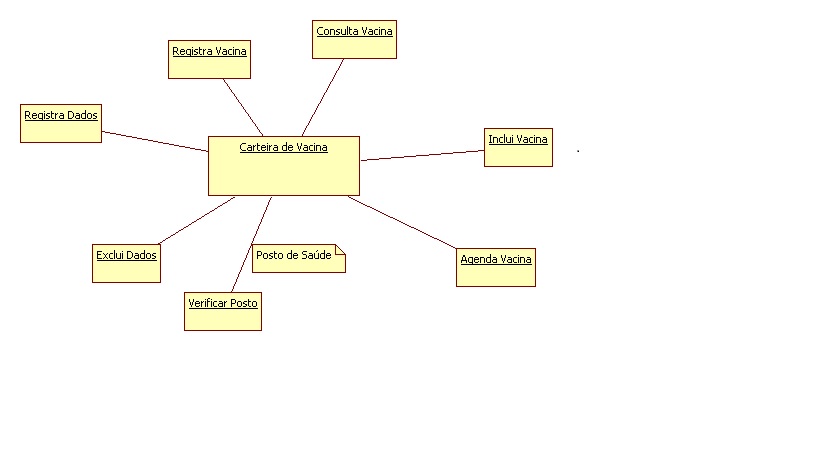 Consulta Vacina
Registra Vacina
Registra Dados
Inclui Vacina
Carteira de Vacina
Exclui Dados
Posto de Saúde
Agenda Vacina
Verificar Posto